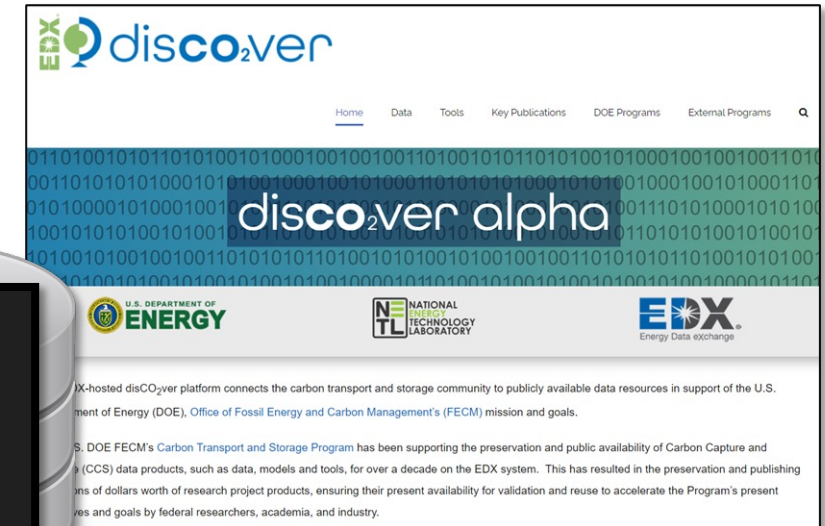 EDX disco₂ver
Home Data Tools Key Publications DOE Programs External Programs
disco₂ver alpha
U.S. DEPARTMENT OF
ENERGY
NETL
NATIONAL
ENERGY
TECHNOLOGY
LABORATORY
EDX.
Energy Data eXchange
-hosted disCO₂ver platform connects the carbon transport and storage community to publicly available data resources in support of the U.S.
of Energy (DOE), Office of Fossil Energy and Carbon Management's (FECM) mission and goals.
DOE FECM's Carbon Transport and Storage Program has been supporting the preservation and public availability of Carbon Capture and
(CCS) data products, such as data, models and tools, for over a decade on the EDX system. This has resulted in the preservation and publishing
of dollars worth of research project products, ensuring their present availability for validation and reuse to accelerate the Program's present
and goals by federal researchers, academia, and industry.